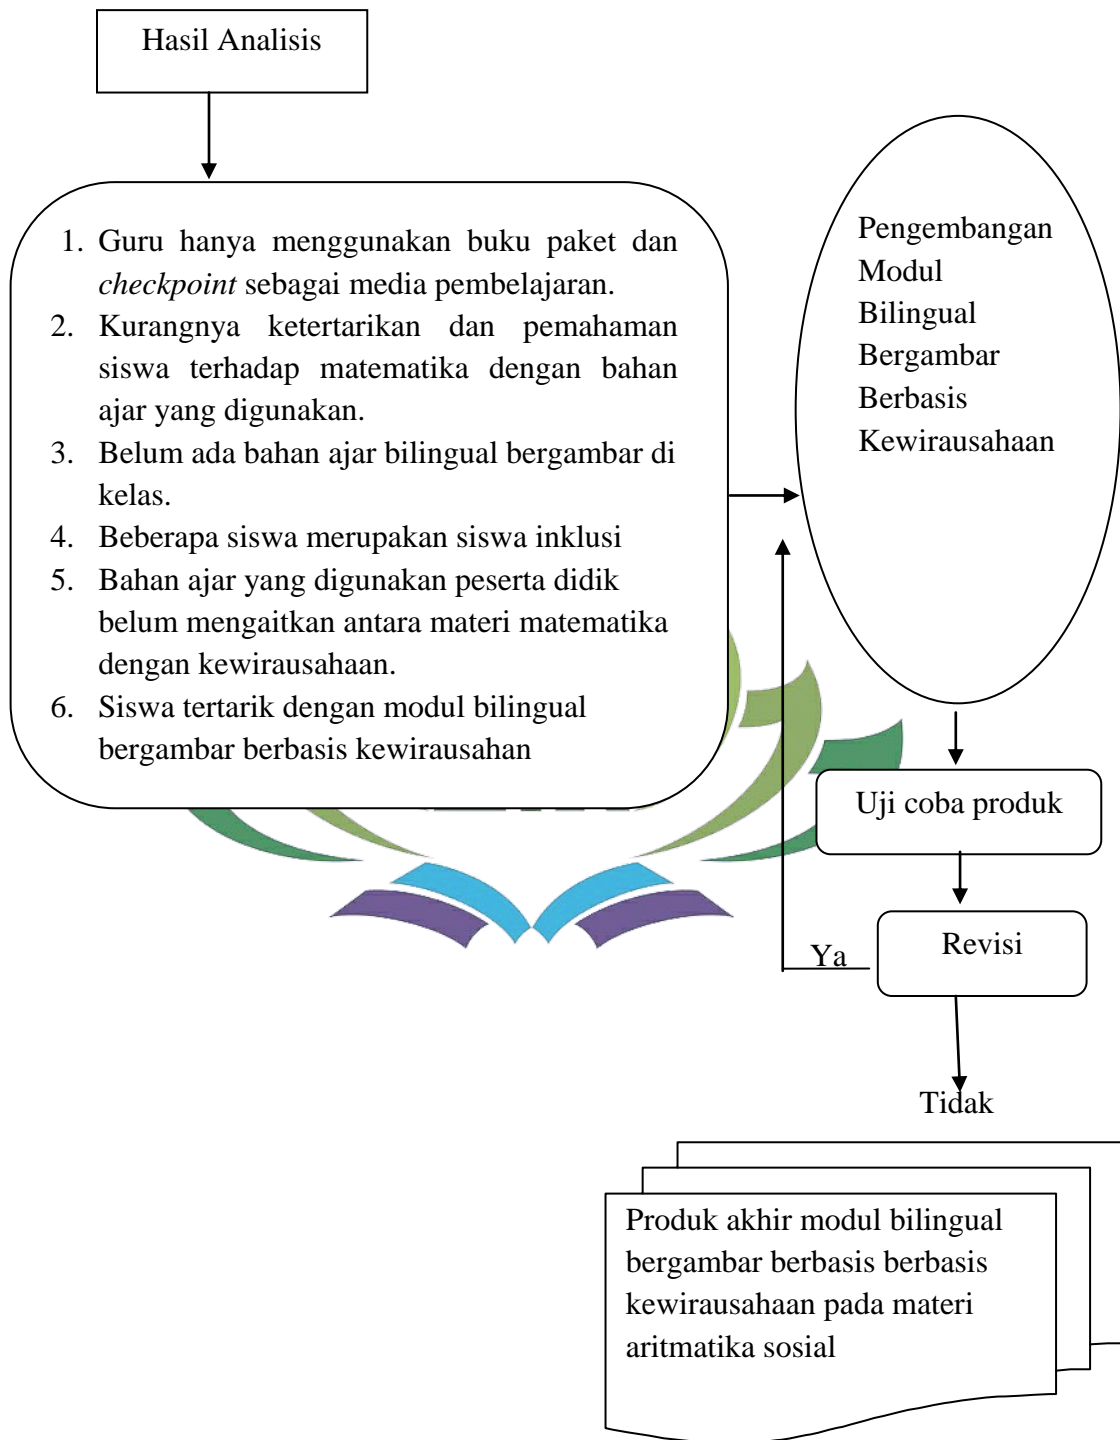 Hasil Analisis
1. Guru hanya menggunakan buku paket dan
checkpoint sebagai media pembelajaran.
2. Kurangnya ketertarikan dan pemahaman
siswa terhadap matematika dengan bahan
ajar yang digunakan.
3. Belum ada bahan ajar bilingual bergambar di
kelas.
4. Beberapa siswa merupakan siswa inklusi
5. Bahan ajar yang digunakan peserta didik
belum mengaitkan antara materi matematika
dengan kewirausahaan.
6. Siswa tertarik dengan modul bilingual
bergambar berbasis kewirausahan
Pengembangan
Modul
Bilingual
Bergambar
Berbasis
Kewirausahaan
Uji coba produk
Revisi
Ya
Tidak
Produk akhir modul bilingual
bergambar berbasis berbasis
kewirausahaan pada materi
aritmatika sosial